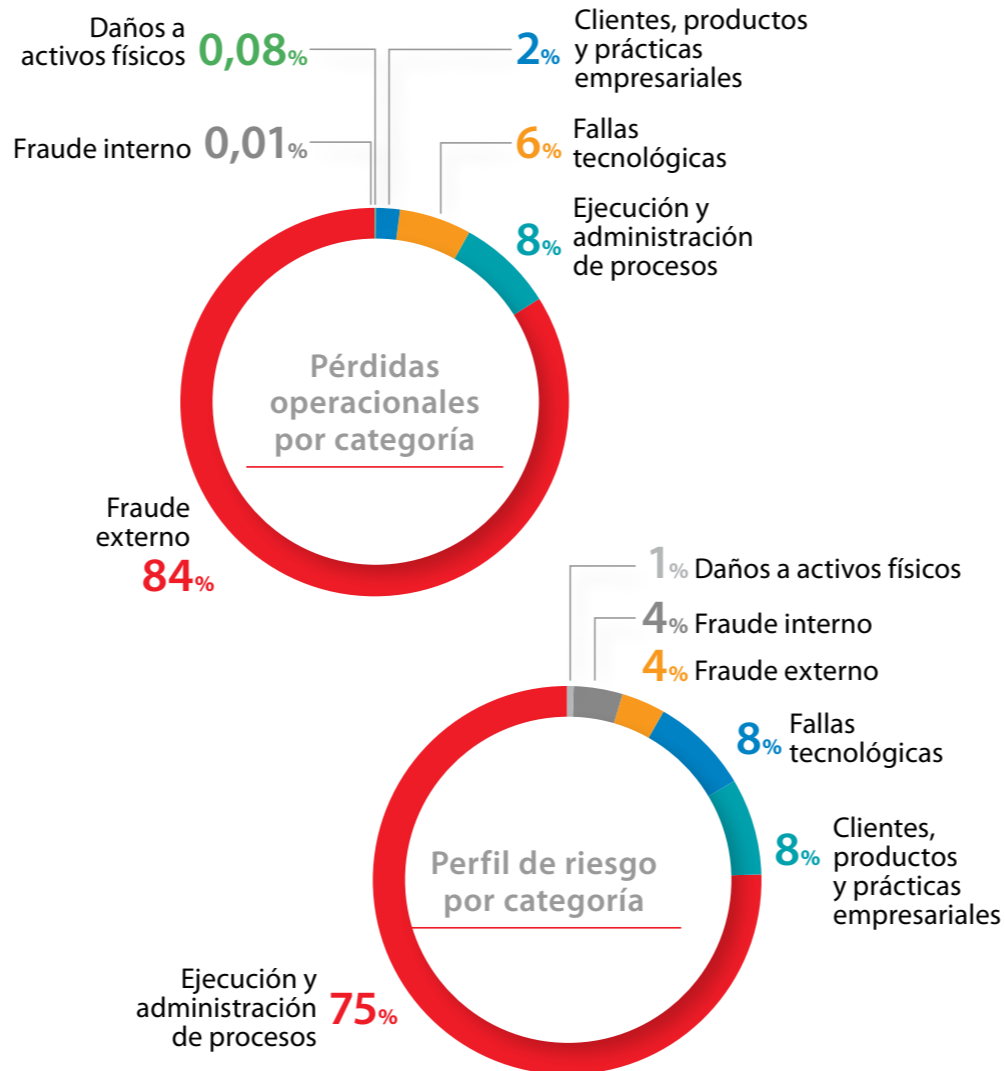 Daños a
activos físicos 0,08%
Fraude interno 0,01%
2% Clientes, productos
y prácticas
empresariales
6% Fallas
tecnológicas
8% Ejecución y
administración
de procesos
Pérdidas
operacionales
por categoría
Fraude
externo
84%
1% Daños a activos físicos
4% Fraude interno
4% Fraude externo
8% Fallas
tecnológicas
8% Clientes,
productos
y prácticas
empresariales
Perfil de riesgo
por categoría
Ejecución y
administración 75%
de procesos